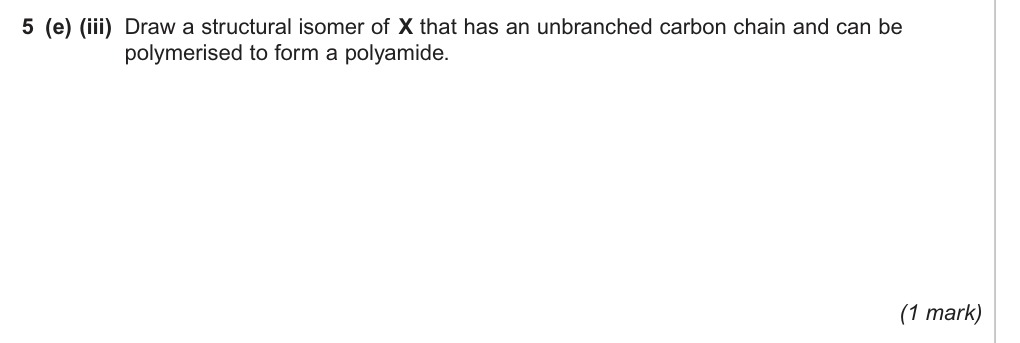 5 (e) (iii) Draw a structural isomer of X that has an unbranched carbon chain and can be
polymerised to form a polyamide.
(1 mark)